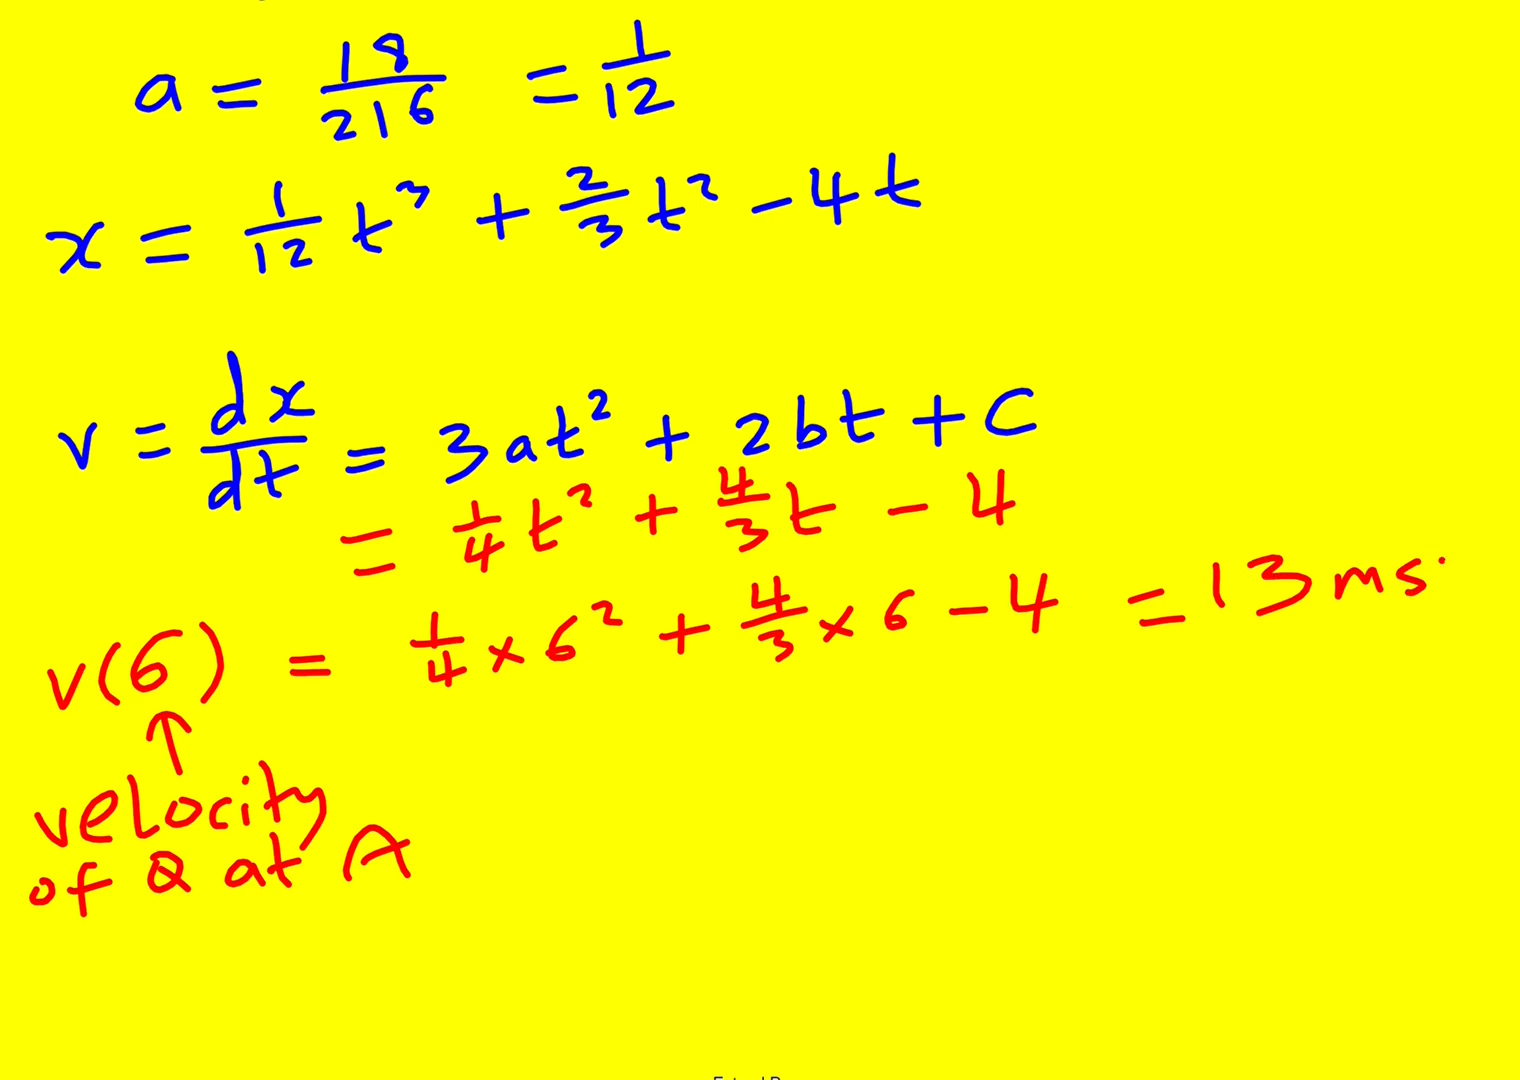 a = 18/216 = 1/12
x = 1/12 t³ + 2/3 t² - 4t
v = dx/dt = 3at² + 2bt + c
= 1/4 t² + 4/3 t - 4
v(6) = 1/4 × 6² + 4/3 × 6 - 4 = 13 ms·
↑
velocity
of Q at A